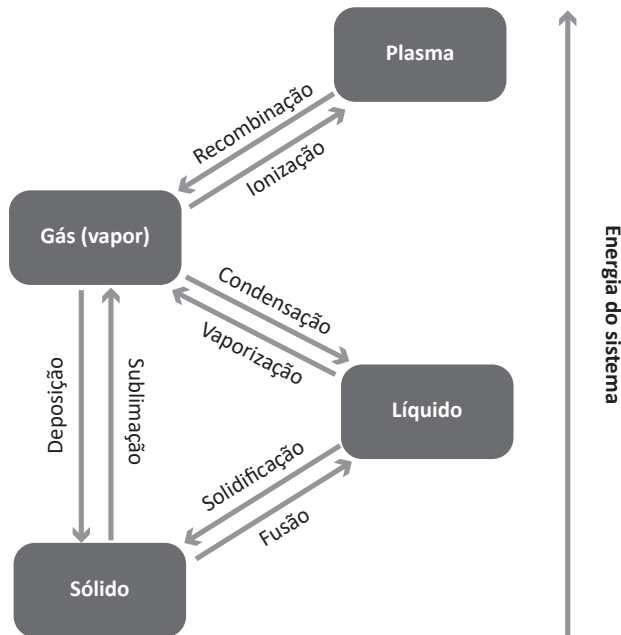 Plasma
Recombinação
Ionização
Gás (vapor)
Condensação
Vaporização
Energia do sistema
Deposição
Sublimação
Líquido
Solidificação
Fusão
Sólido